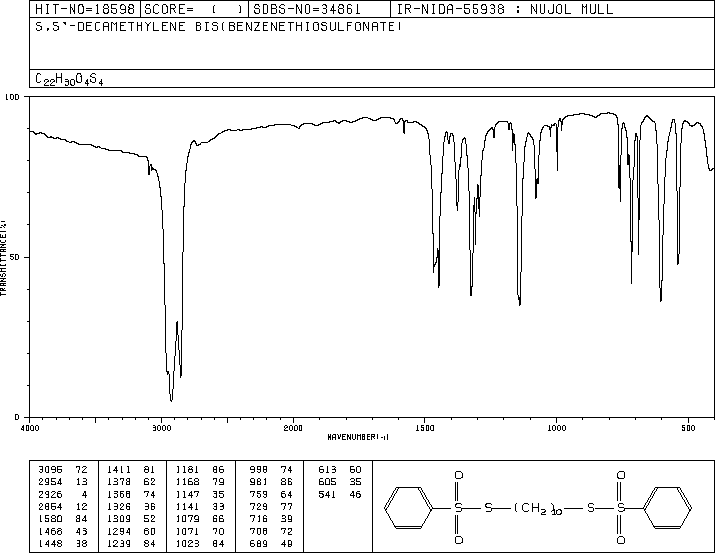 HIT-NO=18598 SCORE= ( ) SDBS-NO=34861 IR-NIDA-55938 : NUJOL MULL
S,S'-DECAMETHYLENE BIS(BENZENETHIOSULFONATE)
C22H30O4S4
100
50
0
TRANSMITTANCE(%)
4000 3000 2000 1500 1000 500
WAVENUMBER(-1)
3095 72 1411 81 1181 86 998 74 613 60
2954 13 1378 62 1168 79 981 86 605 35
2926 4 1368 74 1147 35 759 64 541 46
2854 12 1326 36 1141 33 729 77
1580 84 1309 52 1079 66 716 39
1466 43 1294 60 1071 70 708 72
1448 38 1239 84 1023 84 689 49
O O
S S (CH2)10 S S
O O